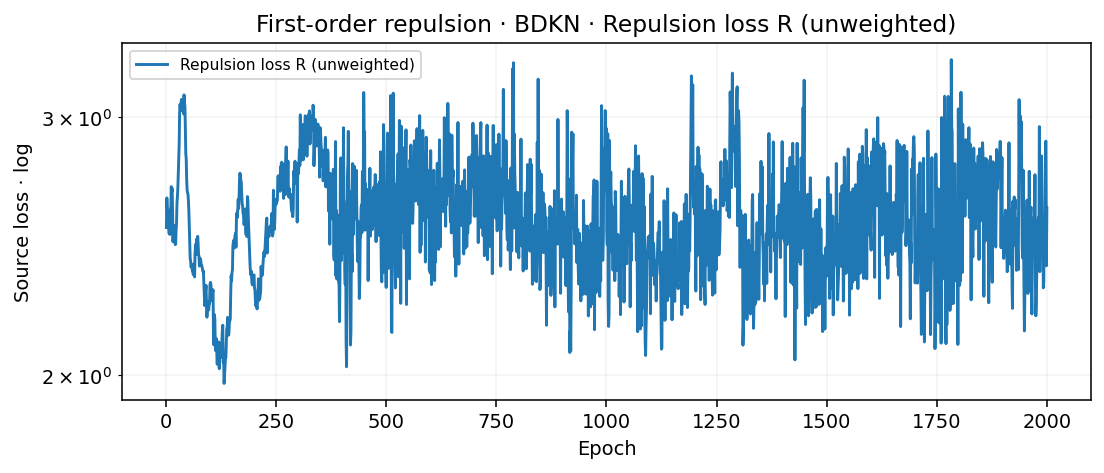 First-order repulsion · BDKN · Repulsion loss R (unweighted)
Repulsion loss R (unweighted)
Source loss · log
3 × 10⁰
2 × 10⁰
0 250 500 750 1000 1250 1500 1750 2000
Epoch